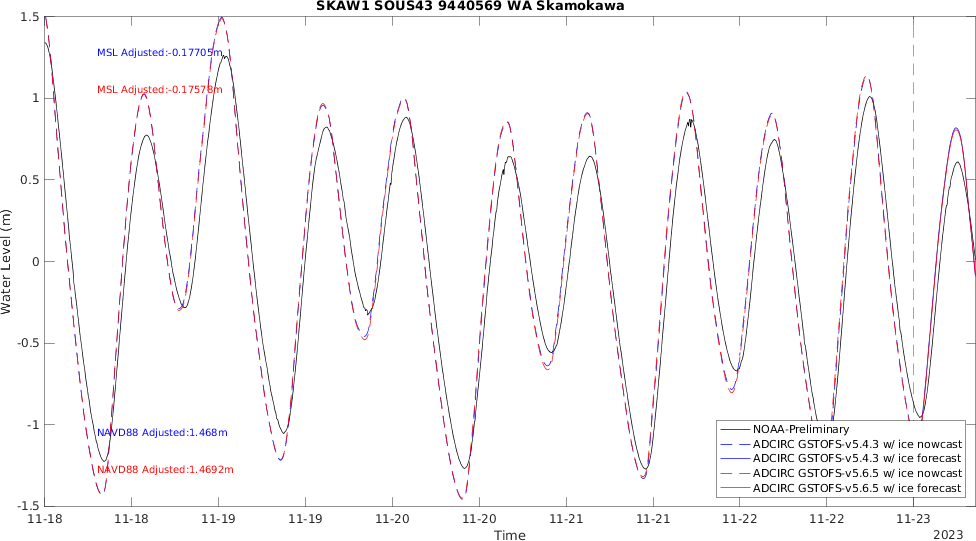 SKAW1 SOUS43 9440569 WA Skamokawa
1.5
MSL Adjusted:-0.17705m
MSL Adjusted:-0.17578m
1
0.5
0
-0.5
-1
-1.5
Water Level (m)
NAVD88 Adjusted:1.468m
NAVD88 Adjusted:1.4692m
NOAA-Preliminary
ADCIRC GSTOFS-v5.4.3 w/ ice nowcast
ADCIRC GSTOFS-v5.4.3 w/ ice forecast
ADCIRC GSTOFS-v5.6.5 w/ ice nowcast
ADCIRC GSTOFS-v5.6.5 w/ ice forecast
11-18 11-18 11-19 11-19 11-20 11-20 11-21 11-21 11-22 11-22 11-23
Time
2023